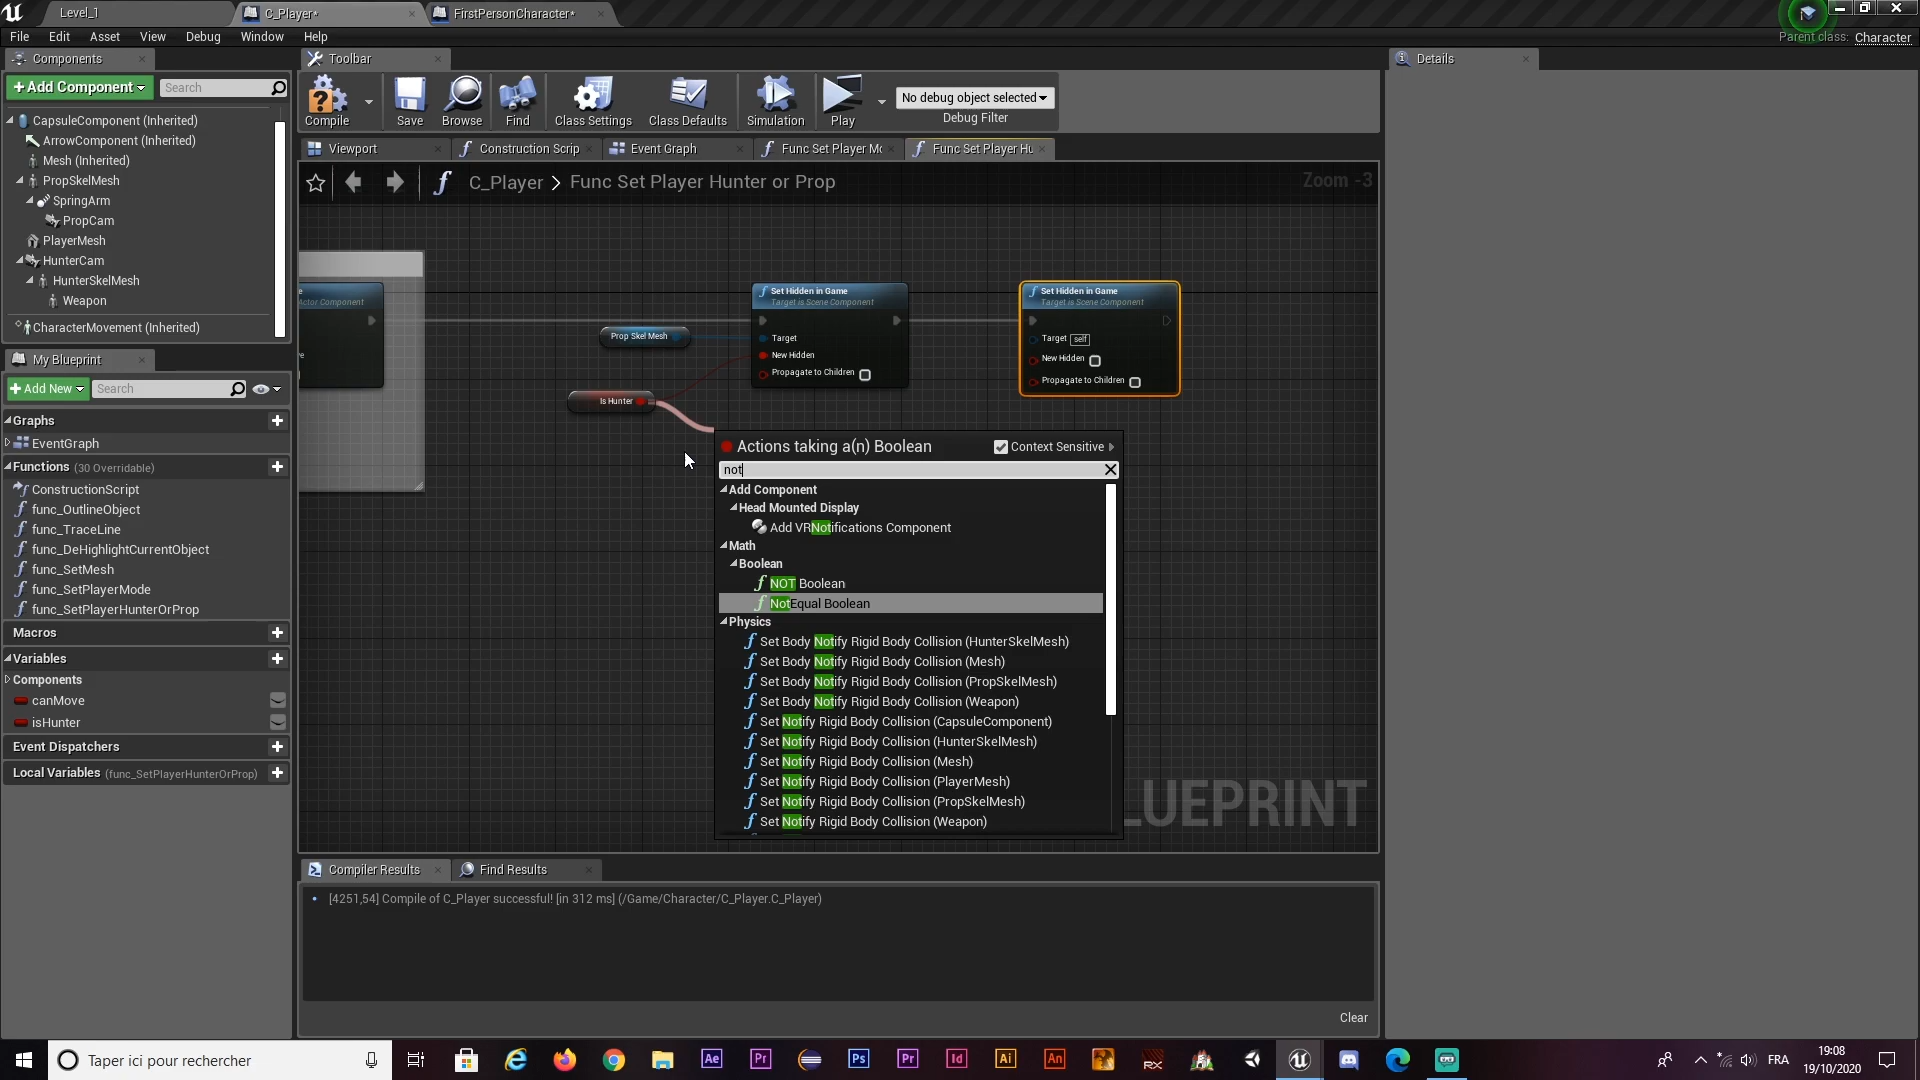 Level_1
C_Player*
FirstPersonCharacter*
File
Edit
Asset
View
Debug
Window
Help
Parent class: Character
Components
Toolbar
Details
+ Add Component
Search
Compile
Save
Browse
Find
Class Settings
Class Defaults
Simulation
Play
No debug object selected
Debug Filter
CapsuleComponent (Inherited)
ArrowComponent (Inherited)
Mesh (Inherited)
PropSkelMesh
SpringArm
PropCam
PlayerMesh
HunterCam
HunterSkelMesh
Weapon
CharacterMovement (Inherited)
Viewport
Construction Scrip
Event Graph
Func Set Player Mo
Func Set Player Hu
C_Player > Func Set Player Hunter or Prop
Zoom -3
Actor Component
Prop Skel Mesh
Is Hunter
Set Hidden in Game
Target is Scene Component
Target
New Hidden
Propagate to Children
Set Hidden in Game
Target is Scene Component
Target self
New Hidden
Propagate to Children
Actions taking a(n) Boolean
Context Sensitive
not
Add Component
Head Mounted Display
Add VRNotifications Component
Math
Boolean
NOT Boolean
NotEqual Boolean
Physics
Set Body Notify Rigid Body Collision (HunterSkelMesh)
Set Body Notify Rigid Body Collision (Mesh)
Set Body Notify Rigid Body Collision (PropSkelMesh)
Set Body Notify Rigid Body Collision (Weapon)
Set Notify Rigid Body Collision (CapsuleComponent)
Set Notify Rigid Body Collision (HunterSkelMesh)
Set Notify Rigid Body Collision (Mesh)
Set Notify Rigid Body Collision (PlayerMesh)
Set Notify Rigid Body Collision (PropSkelMesh)
Set Notify Rigid Body Collision (Weapon)
LUEPRINT
My Blueprint
+ Add New
Search
Graphs
EventGraph
Functions (30 Overridable)
ConstructionScript
func_OutlineObject
func_TraceLine
func_DeHighlightCurrentObject
func_SetMesh
func_SetPlayerMode
func_SetPlayerHunterOrProp
Macros
Variables
Components
canMove
isHunter
Event Dispatchers
Local Variables (func_SetPlayerHunterOrProp)
Compiler Results
Find Results
[4251,54] Compile of C_Player successful! [in 312 ms] (/Game/Character/C_Player.C_Player)
Clear
Taper ici pour rechercher
Ae
Pr
Ps
Pr
Id
Ai
An
RX
FRA
19:08
19/10/2020